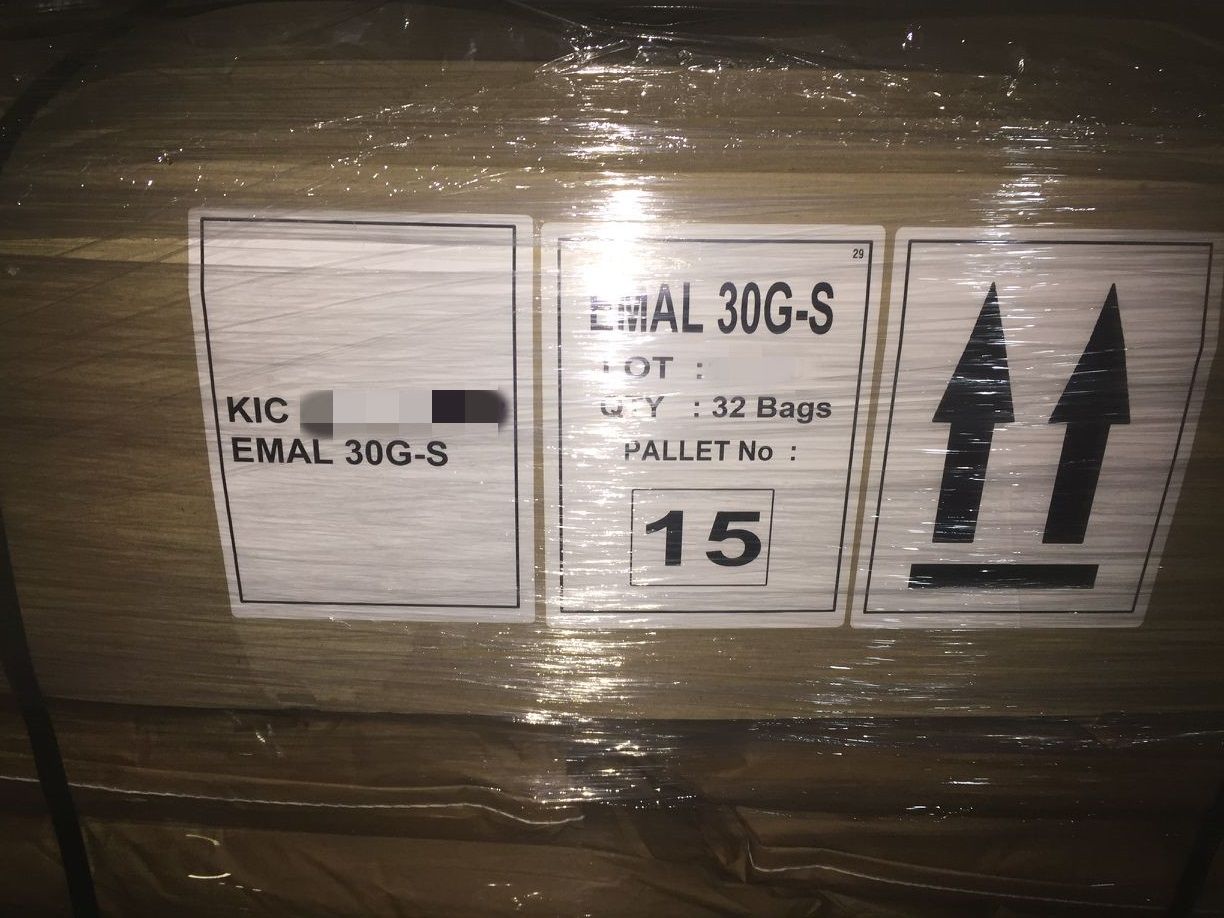 KIC
EMAL 30G-S
29
EMAL 30G-S
LOT :
QTY : 32 Bags
PALLET No :
15